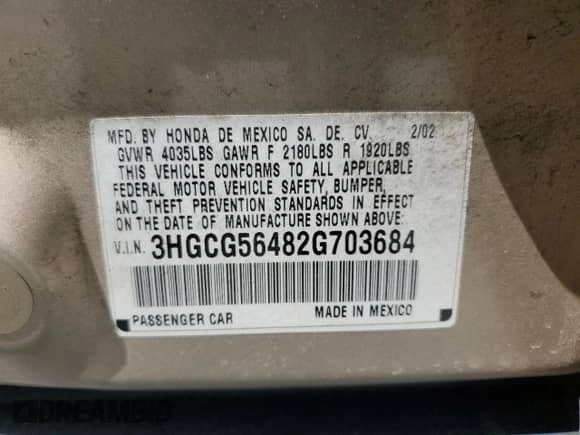 MFD. BY HONDA DE MEXICO SA. DE. CV. 2/02
GVWR 4035LBS GAWR F 2180LBS R 1920LBS
THIS VEHICLE CONFORMS TO ALL APPLICABLE
FEDERAL MOTOR VEHICLE SAFETY, BUMPER,
AND THEFT PREVENTION STANDARDS IN EFFECT
ON THE DATE OF MANUFACTURE SHOWN ABOVE:
V.I.N. 3HGCG56482G703684
PASSENGER CAR MADE IN MEXICO
DREAMBID